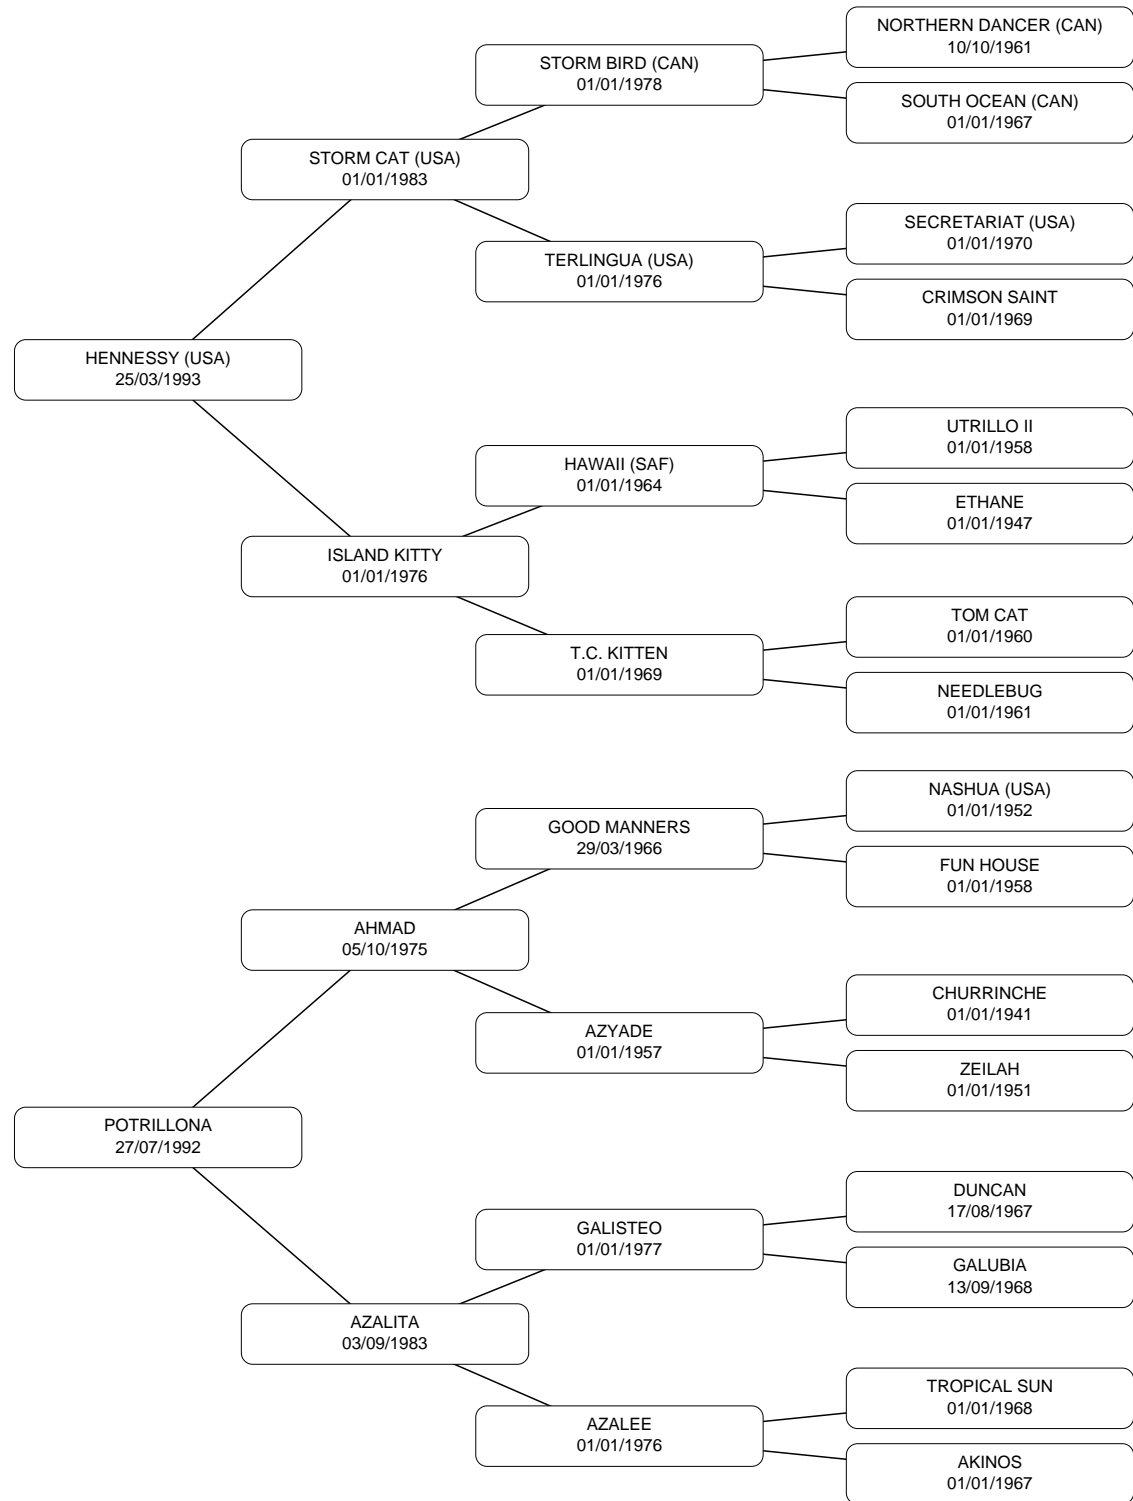 NORTHERN DANCER (CAN)
10/10/1961
STORM BIRD (CAN)
01/01/1978
SOUTH OCEAN (CAN)
01/01/1967
STORM CAT (USA)
01/01/1983
SECRETARIAT (USA)
01/01/1970
TERLINGUA (USA)
01/01/1976
CRIMSON SAINT
01/01/1969
HENNESSY (USA)
25/03/1993
UTRILLO II
01/01/1958
HAWAII (SAF)
01/01/1964
ETHANE
01/01/1947
ISLAND KITTY
01/01/1976
TOM CAT
01/01/1960
T.C. KITTEN
01/01/1969
NEEDLEBUG
01/01/1961
NASHUA (USA)
01/01/1952
GOOD MANNERS
29/03/1966
FUN HOUSE
01/01/1958
AHMAD
05/10/1975
CHURRINCHE
01/01/1941
AZYADE
01/01/1957
ZEILAH
01/01/1951
POTRILLONA
27/07/1992
DUNCAN
17/08/1967
GALISTEO
01/01/1977
GALUBIA
13/09/1968
AZALITA
03/09/1983
TROPICAL SUN
01/01/1968
AZALEE
01/01/1976
AKINOS
01/01/1967